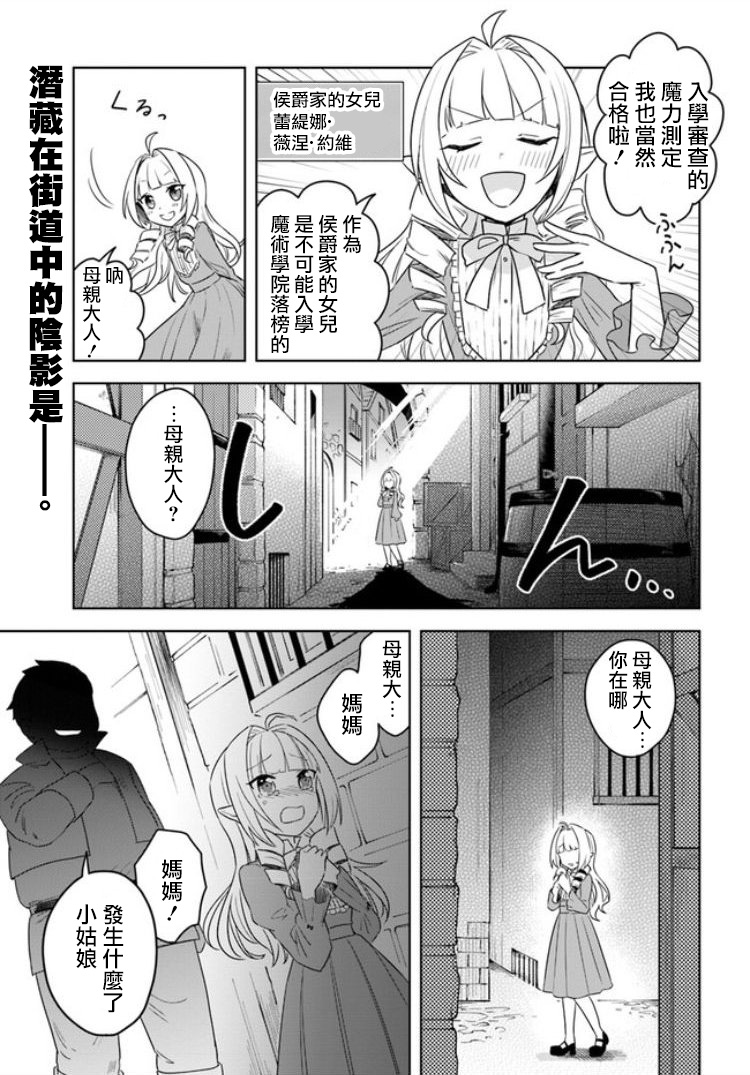 入學審查的
魔力測定
我也當然
合格啦！
ふふーん
侯爵家的女兒
蕾緹娜·
薇涅·約維
作為
侯爵家的女兒
是不可能入學
魔術學院落榜的
くるっ
吶
母親大人！
潛藏在街道中的陰影是——。
…母親大人？
しーん…
母親大人…
你在哪
母親大…
媽媽
媽媽！
發生什麼了
小姑娘